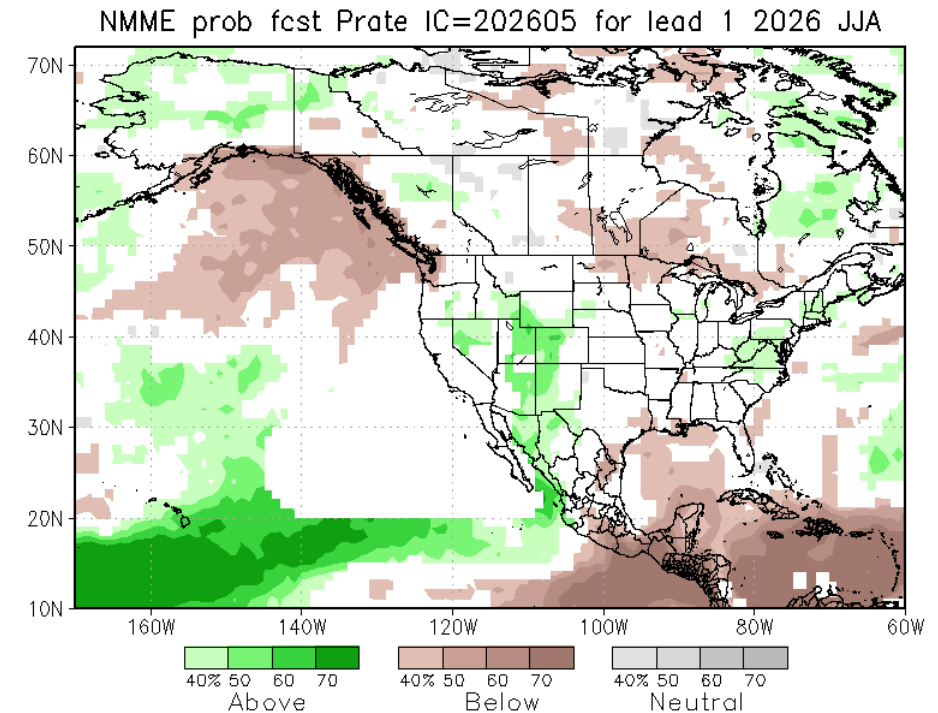 NMME prob fcst Prate IC=202605 for lead 1 2026 JJA
70N
60N
50N
40N
30N
20N
10N
160W 140W 120W 100W 80W 60W
40% 50 60 70 40% 50 60 70 40% 50 60 70
Above Below Neutral